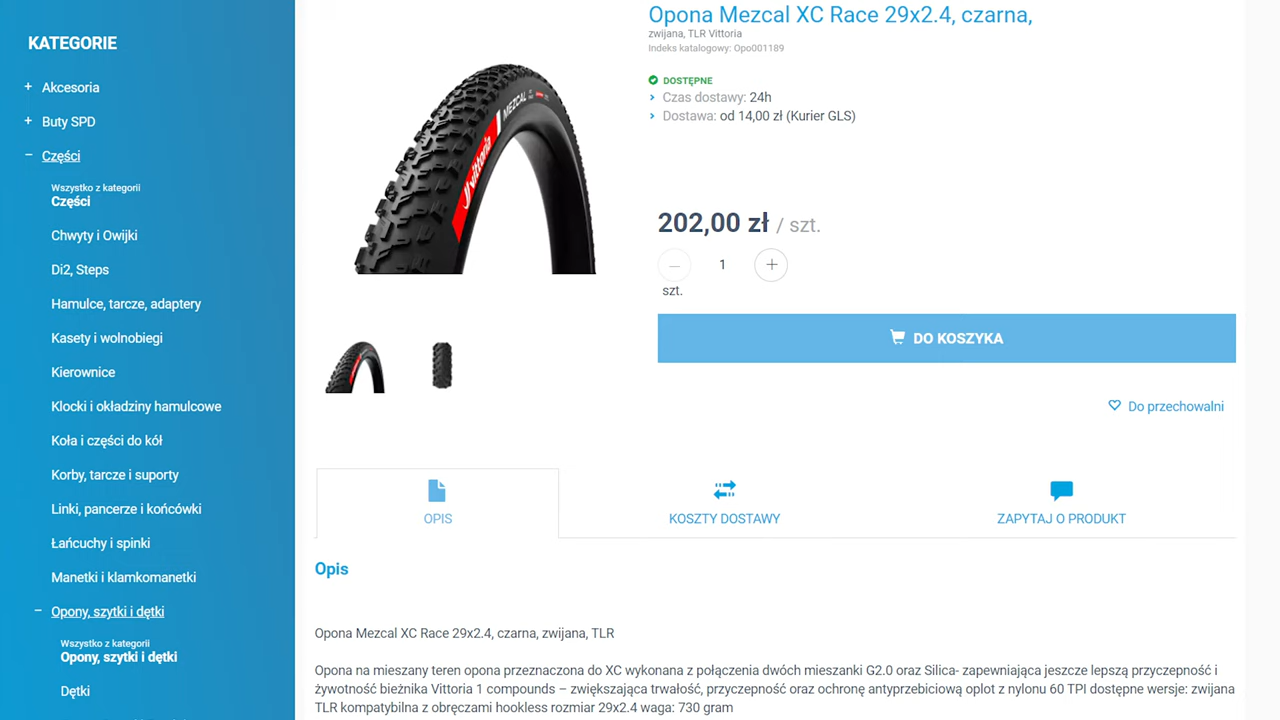 KATEGORIE
+ Akcesoria
+ Buty SPD
− Części
Wszystko z kategorii
Części
Chwyty i Owijki
Di2, Steps
Hamulce, tarcze, adaptery
Kasety i wolnobiegi
Kierownice
Klocki i okładziny hamulcowe
Koła i części do kół
Korby, tarcze i suporty
Linki, pancerze i końcówki
Łańcuchy i spinki
Manetki i klamkomanetki
− Opony, szytki i dętki
Wszystko z kategorii
Opony, szytki i dętki
Dętki
MEZCAL
vittoria
Opona Mezcal XC Race 29x2.4, czarna,
zwijana, TLR Vittoria
Indeks katalogowy: Opo001189
DOSTĘPNE
Czas dostawy: 24h
Dostawa: od 14,00 zł (Kurier GLS)
202,00 zł / szt.
− 1 +
szt.
DO KOSZYKA
Do przechowalni
OPIS
KOSZTY DOSTAWY
ZAPYTAJ O PRODUKT
Opis
Opona Mezcal XC Race 29x2.4, czarna, zwijana, TLR
Opona na mieszany teren opona przeznaczona do XC wykonana z połączenia dwóch mieszanki G2.0 oraz Silica- zapewniająca jeszcze lepszą przyczepność i
żywotność bieżnika Vittoria 1 compounds – zwiększająca trwałość, przyczepność oraz ochronę antyprzebiciową oplot z nylonu 60 TPI dostępne wersje: zwijana
TLR kompatybilna z obręczami hookless rozmiar 29x2.4 waga: 730 gram